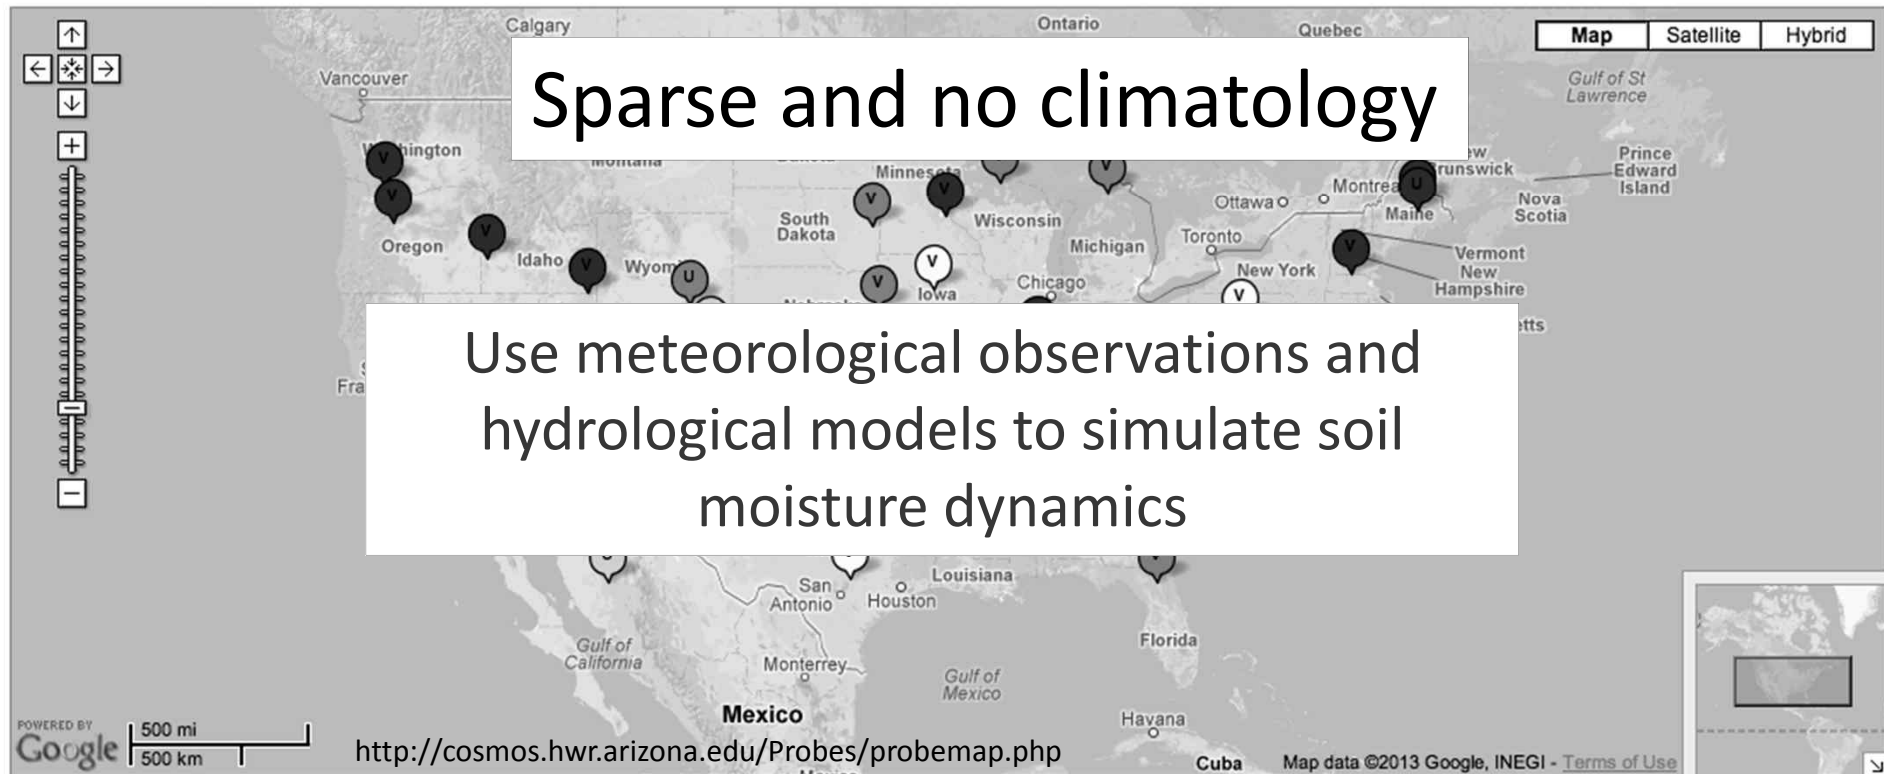 Calgary
Ontario
Quebec
Map Satellite Hybrid
Vancouver
Gulf of St
Lawrence
Sparse and no climatology
Montana
Minnesota
Prince
Edward
Island
Ottawa
Montrea
Maine
Nova
Scotia
South
Dakota
Wisconsin
Oregon
Michigan
Toronto
Vermont
New
Hampshire
Idaho
Wyom
New York
Chicago
Iowa
V
V
V
V
U
V
V
V
V
V
U
V
V
Use meteorological observations and
hydrological models to simulate soil
moisture dynamics
San
Antonio
Houston
Louisiana
Florida
Gulf of
California
Monterrey
Gulf of
Mexico
Mexico
Havana
Cuba
POWERED BY
Google
500 mi
500 km
http://cosmos.hwr.arizona.edu/Probes/probemap.php
Map data ©2013 Google, INEGI - Terms of Use